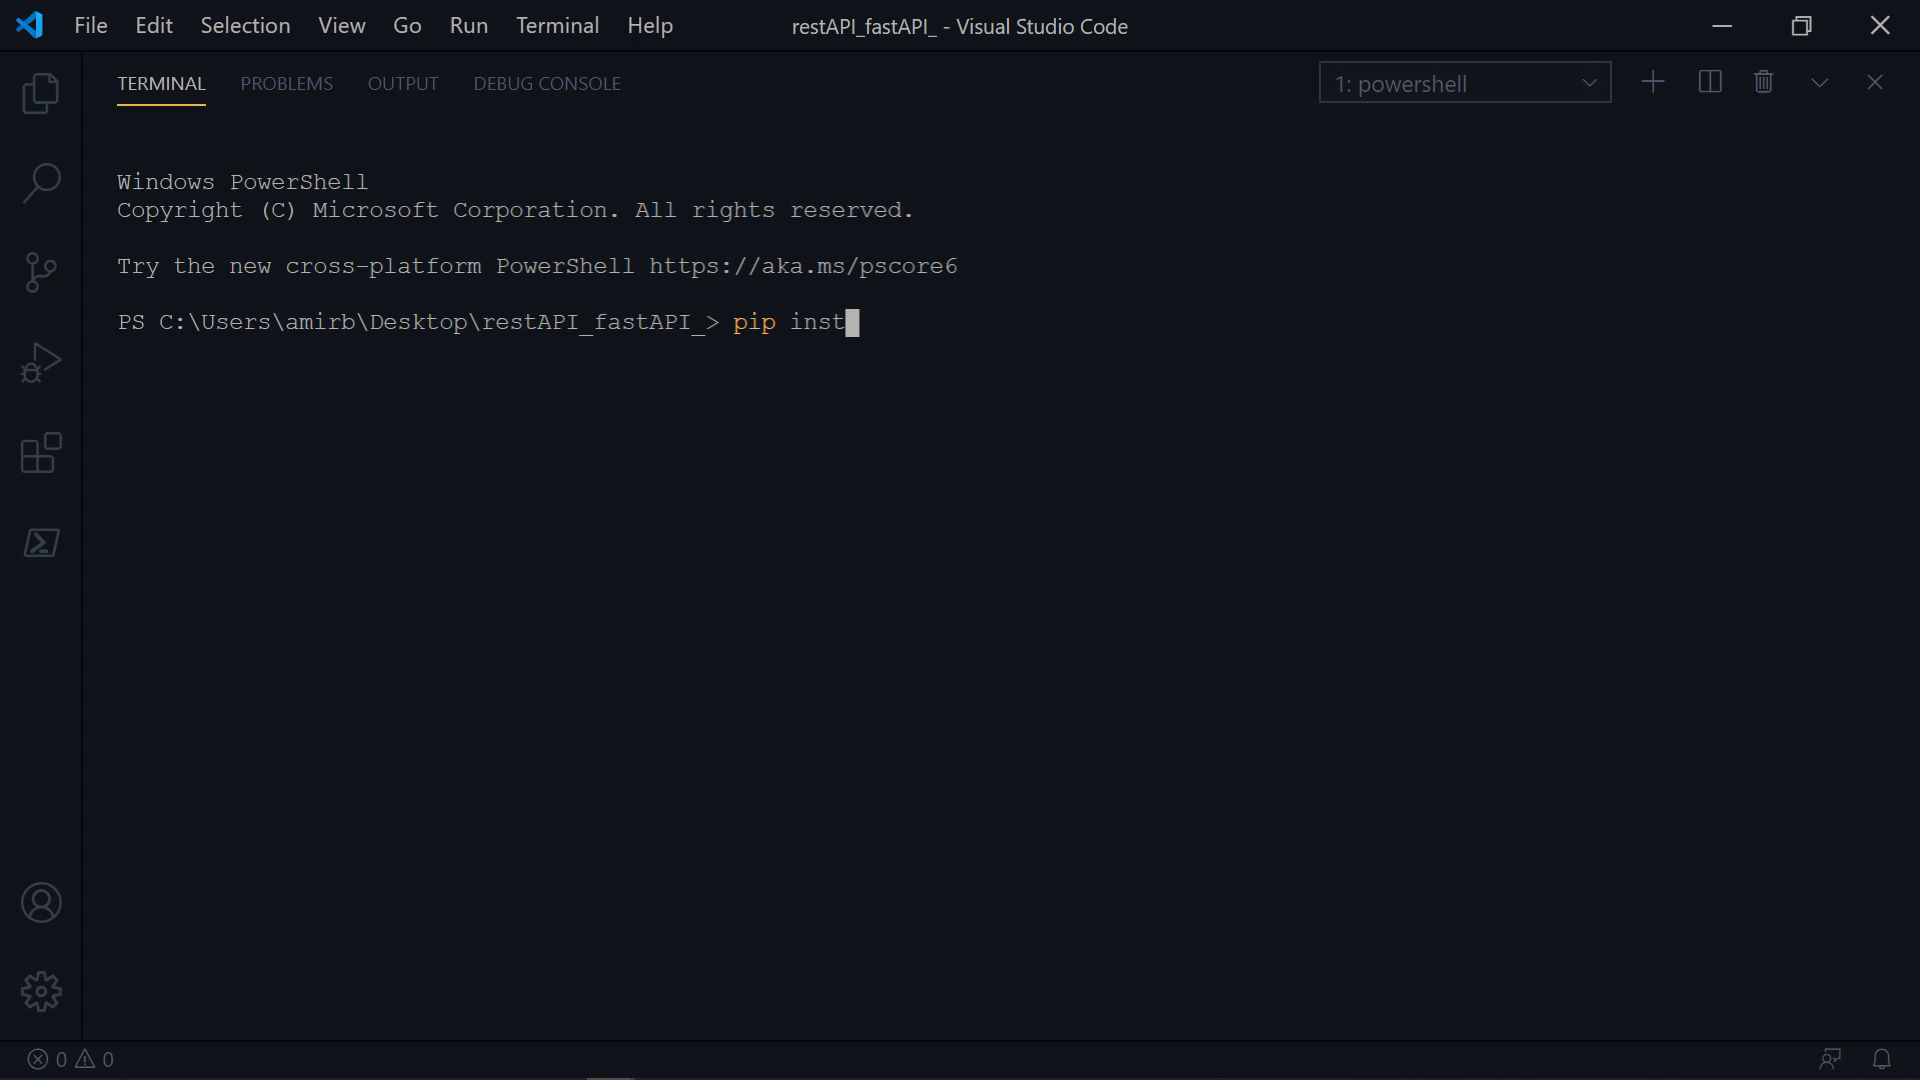 File Edit Selection View Go Run Terminal Help
restAPI_fastAPI_ - Visual Studio Code
TERMINAL PROBLEMS OUTPUT DEBUG CONSOLE
1: powershell
Windows PowerShell
Copyright (C) Microsoft Corporation. All rights reserved.
Try the new cross-platform PowerShell https://aka.ms/pscore6
PS C:\Users\amirb\Desktop\restAPI_fastAPI_> pip inst
0 0